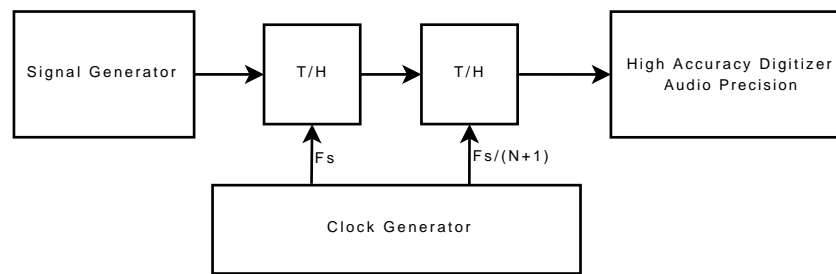 Signal Generator
T/H
T/H
High Accuracy Digitizer
Audio Precision
Fs
Fs/(N+1)
Clock Generator